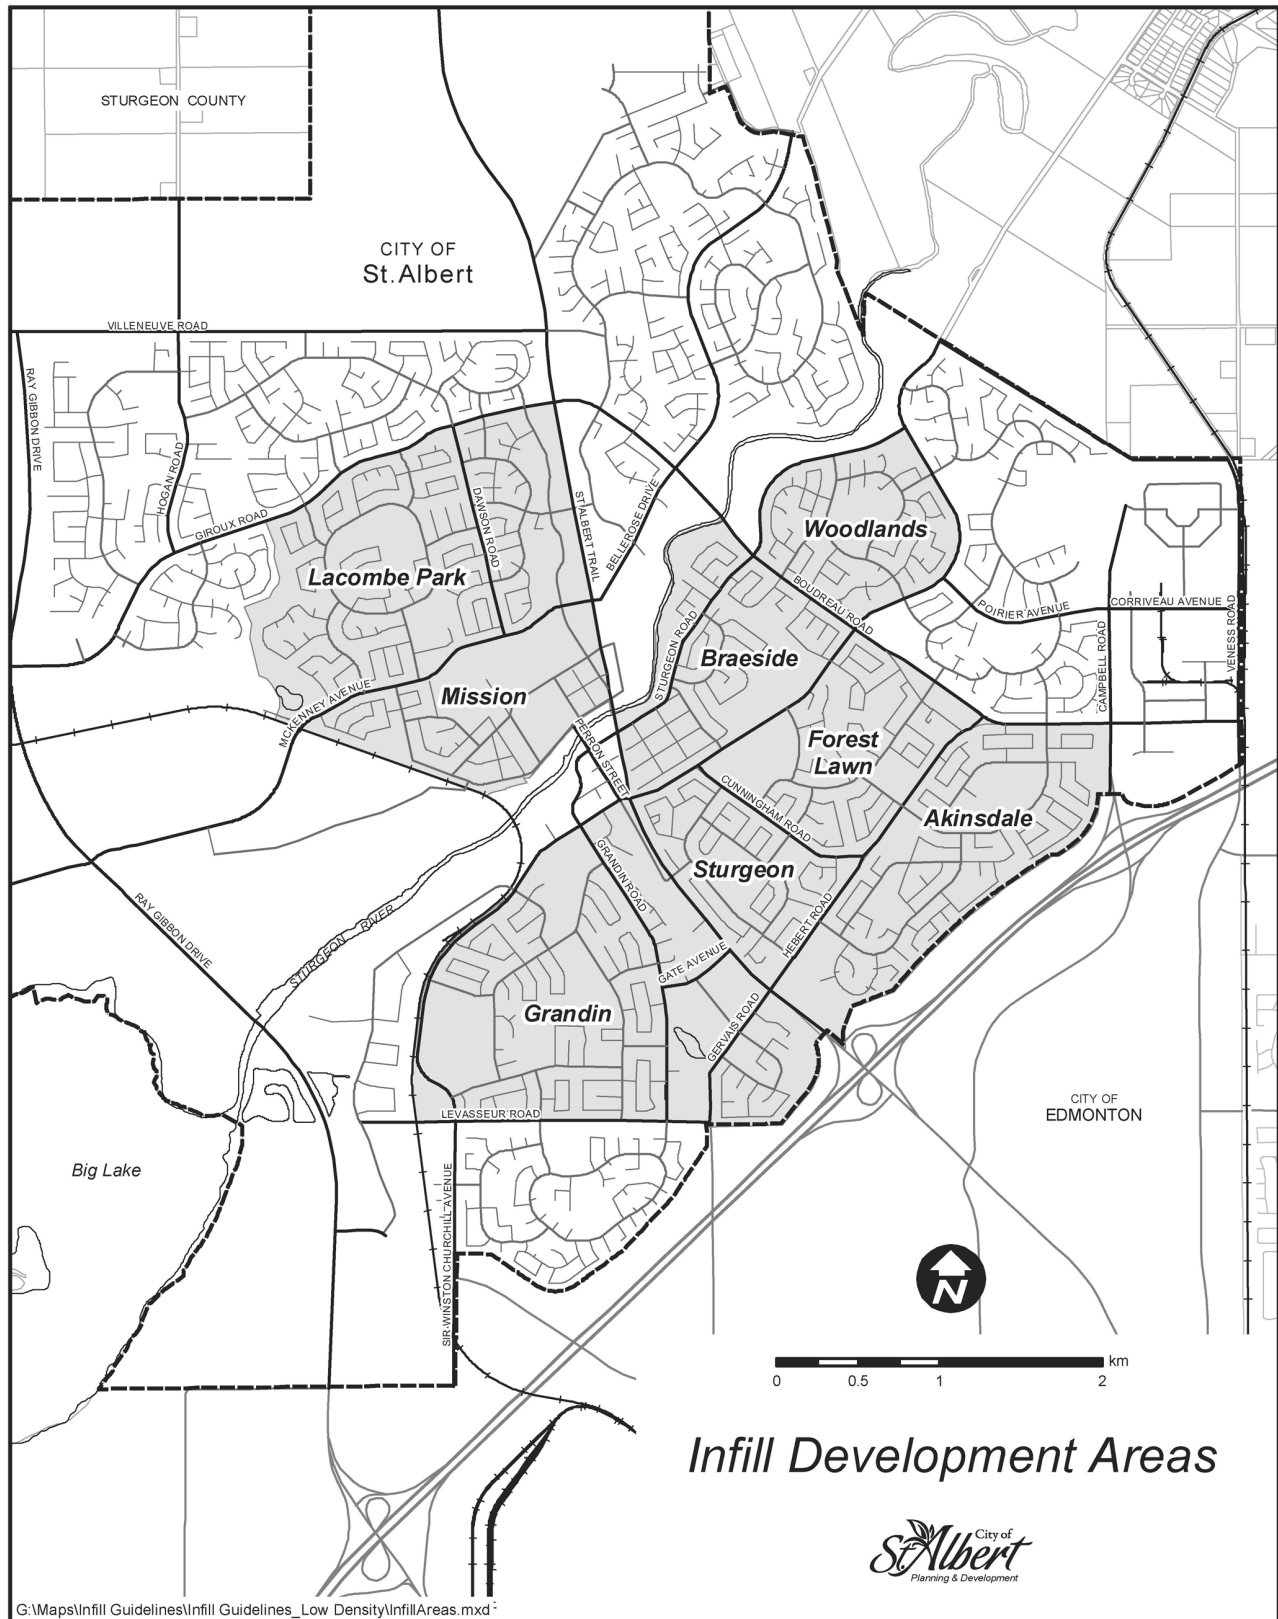 STURGEON COUNTY
CITY OF
St.Albert
VILLENEUVE ROAD
RAY GIBBON DRIVE
HOGAN ROAD
GIROUX ROAD
DAWSON ROAD
ST.ALBERT TRAIL
BELLEROSE DRIVE
Woodlands
Lacombe Park
BOUDREAU ROAD
POIRIER AVENUE
CORRIVEAU AVENUE
CAMPBELL ROAD
VENESS ROAD
STURGEON ROAD
Braeside
Mission
MCKENNEY AVENUE
PERRON STREET
Forest
Lawn
CUNNINGHAM ROAD
Akinsdale
Sturgeon
GRANDIN ROAD
HEBERT ROAD
RAY GIBBON DRIVE
STURGEON RIVER
GATE AVENUE
Grandin
GERVAIS ROAD
LEVASSEUR ROAD
CITY OF
EDMONTON
Big Lake
SIR WINSTON CHURCHILL AVENUE
N
km
0 0.5 1 2
Infill Development Areas
City of
St.Albert
Planning & Development
G:\Maps\Infill Guidelines\Infill Guidelines_Low Density\InfillAreas.mxd